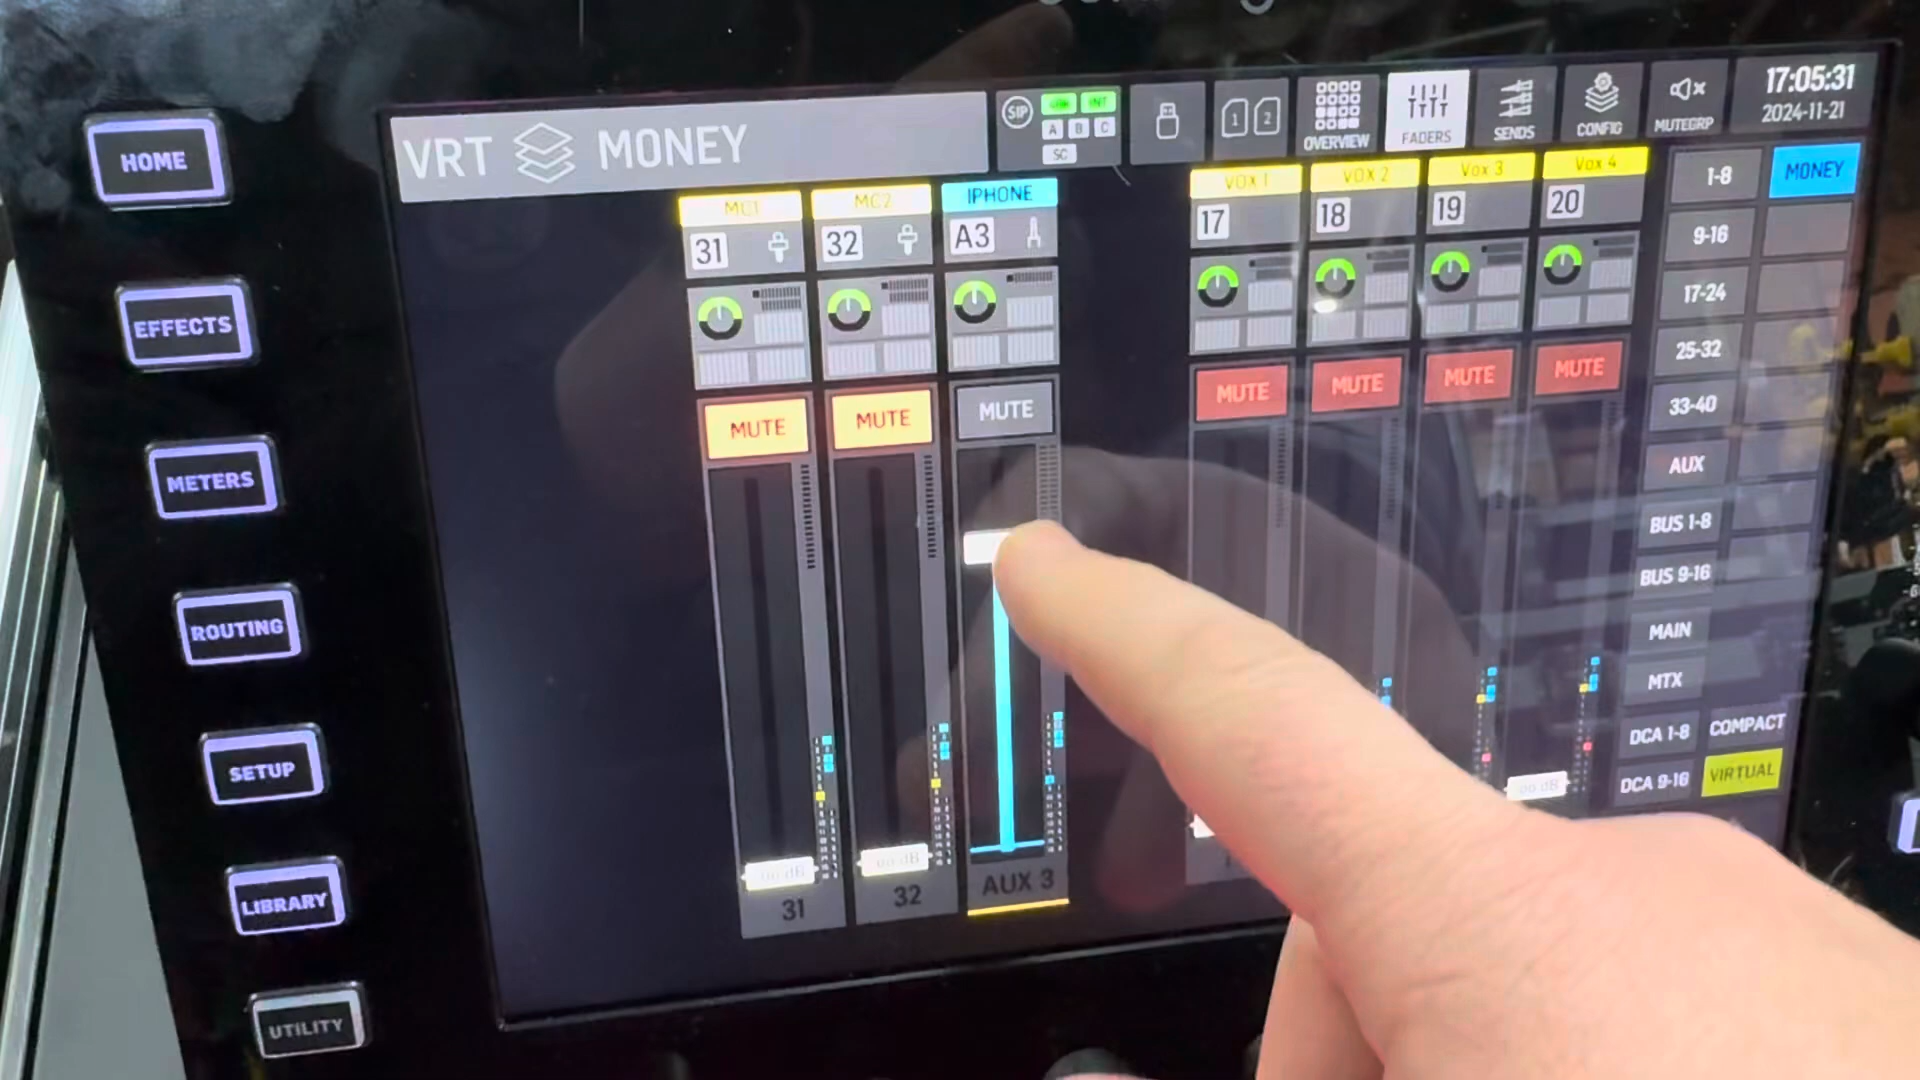 VRT MONEY
SIP
INT
A B C
SC
1 2
OVERVIEW
FADERS
SENDS
CONFIG
MUTEGRP
17:05:31
2024-11-21
HOME
EFFECTS
METERS
ROUTING
SETUP
LIBRARY
UTILITY
MC1
31
MUTE
31
MC2
32
MUTE
32
IPHONE
A3
MUTE
AUX 3
VOX 1
17
MUTE
VOX 2
18
MUTE
Vox 3
19
MUTE
Vox 4
20
MUTE
1-8
MONEY
9-16
17-24
25-32
33-40
AUX
BUS 1-8
BUS 9-16
MAIN
MTX
DCA 1-8
COMPACT
DCA 9-16
VIRTUAL